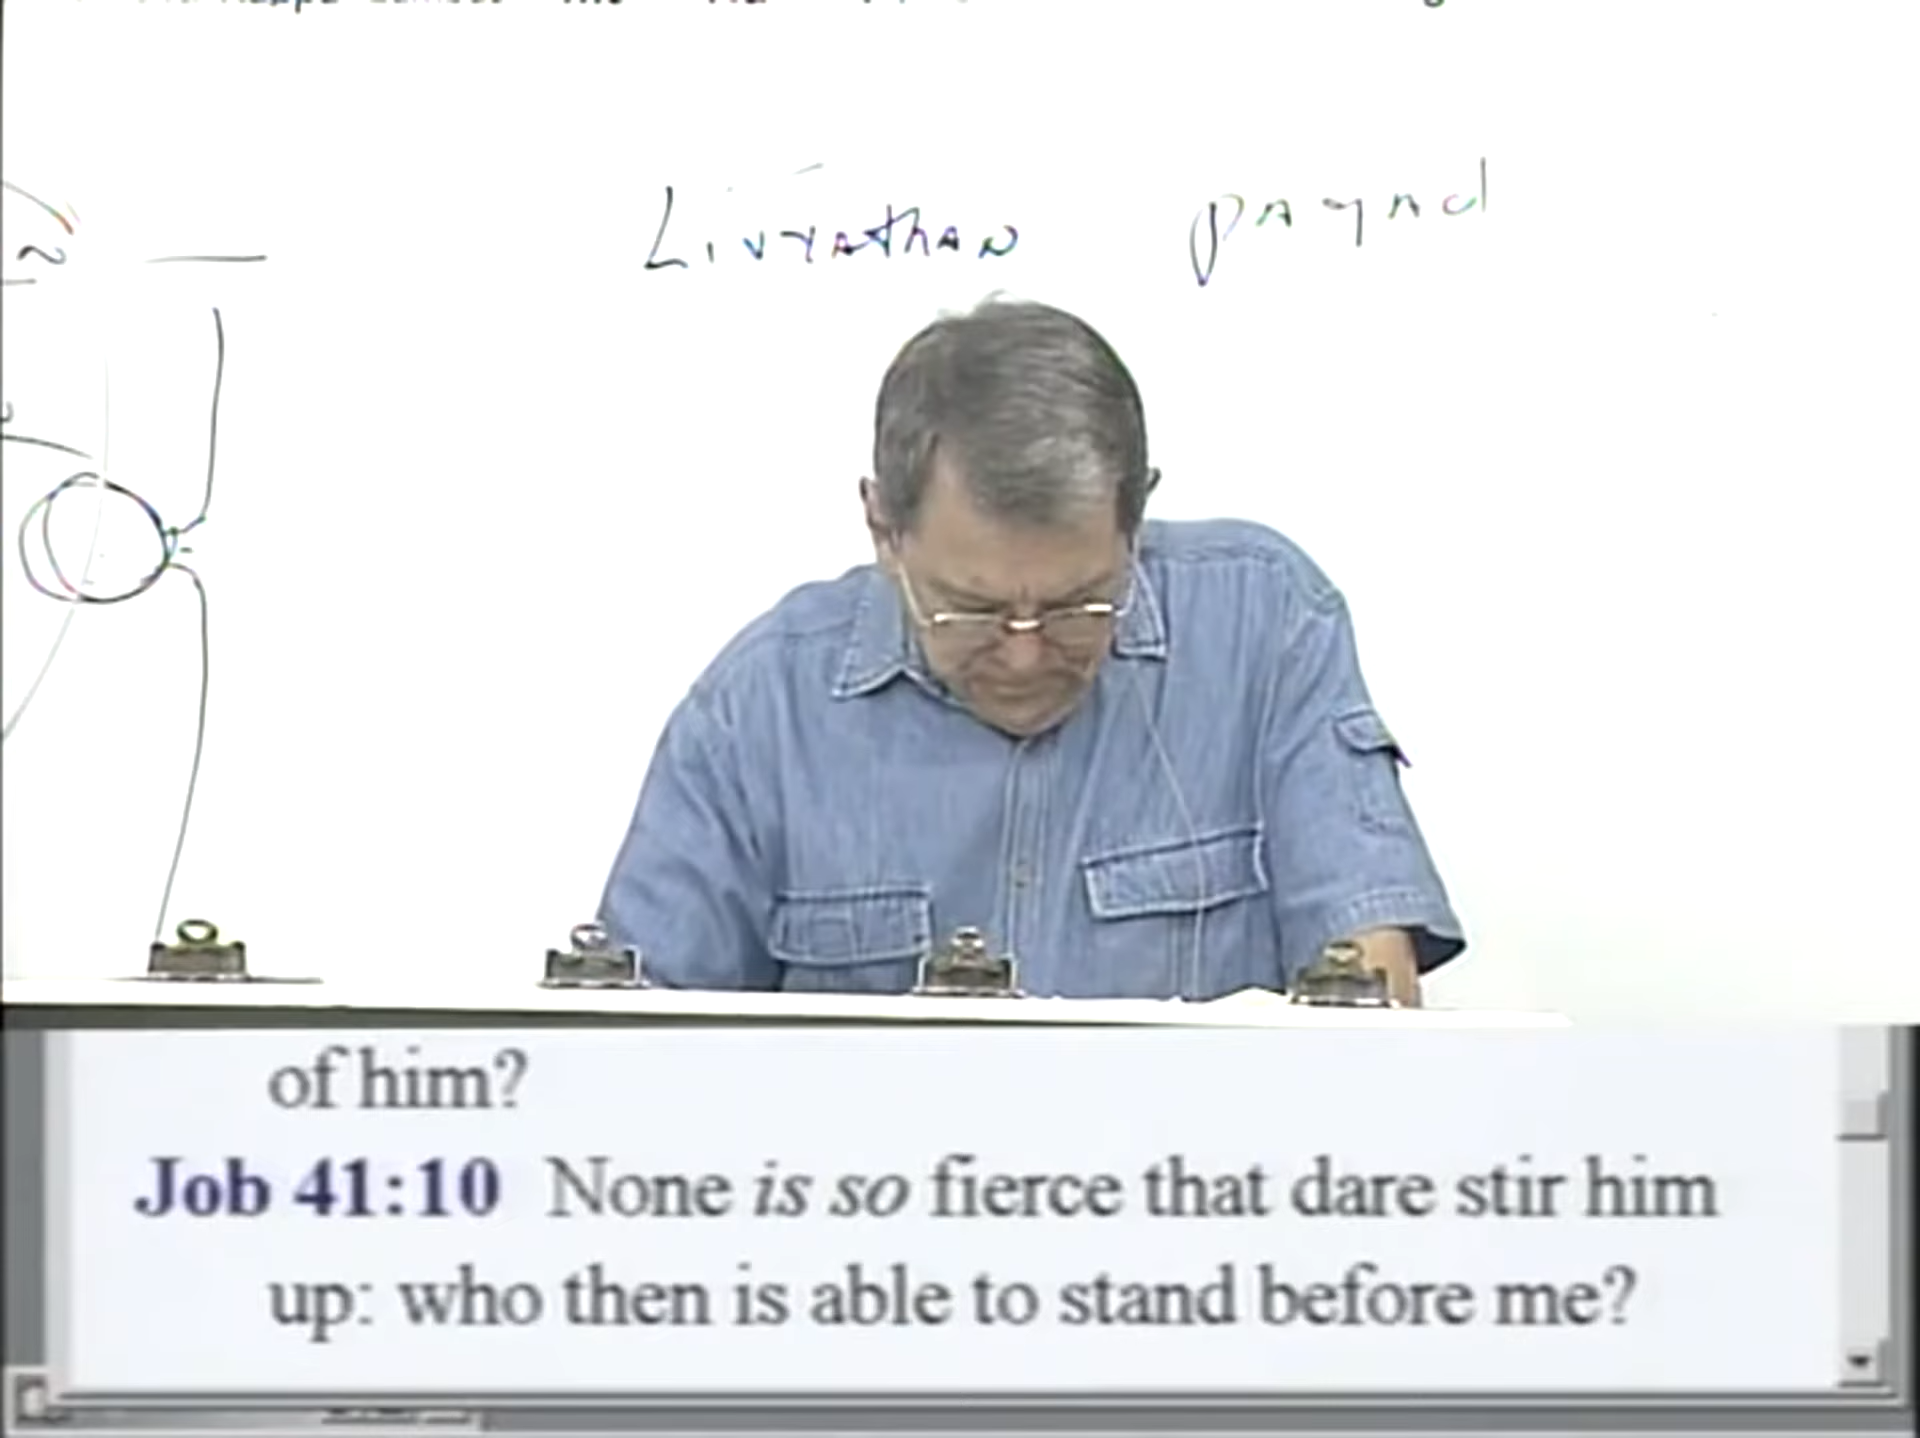 Livyathan paqad
of him?
Job 41:10 None is so fierce that dare stir him
up: who then is able to stand before me?